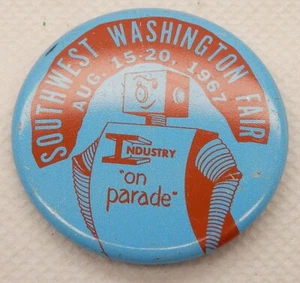 SOUTHWEST WASHINGTON FAIR
AUG. 15-20, 1967
INDUSTRY
"on
parade"